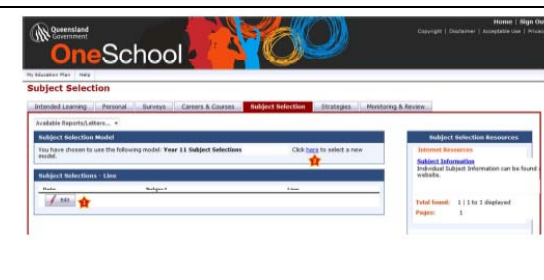 Home | Sign Out
Queensland
Government
Copyright | Disclaimer | Acceptable Use | Privacy
OneSchool
My Education Plan | Help
Subject Selection
Intended Learning Personal Surveys Careers & Courses Subject Selection Strategies Monitoring & Review
Available Reports/Letters...
Subject Selection Model
You have chosen to use the following model: Year 11 Subject Selections
Click here to select a new
model.
Subject Selections - Line
Date Subject Line
Edit
Subject Selection Resources
Internet Resources
Subject Information
Individual Subject Information can be found
website.
Total found: 1 | 1 to 1 displayed
Pages: 1